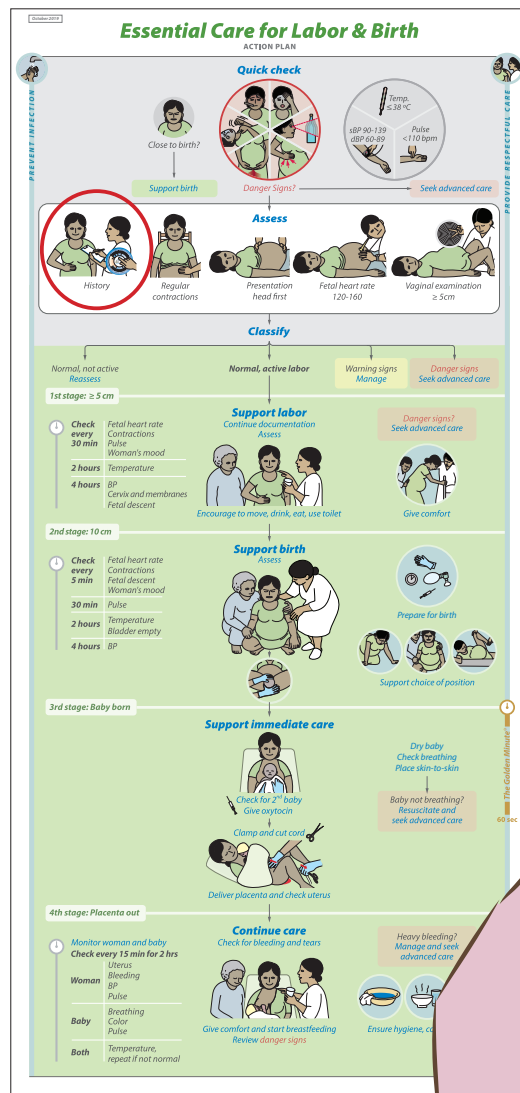 October 2019
Essential Care for Labor & Birth
ACTION PLAN
PREVENT INFECTION
PROVIDE RESPECTFUL CARE
Quick check
Close to birth?
Temp.
≤38 ºC
sBP 90-139
dBP 60-89
Pulse
<110 bpm
Support birth
Danger Signs?
Seek advanced care
Assess
History
Regular
contractions
Presentation
head first
Fetal heart rate
120-160
Vaginal examination
≥ 5cm
Classify
Normal, not active
Reassess
Normal, active labor
Warning signs
Manage
Danger signs
Seek advanced care
1st stage: ≥ 5 cm
Check
every
30 min
Fetal heart rate
Contractions
Pulse
Woman's mood
2 hours
Temperature
4 hours
BP
Cervix and membranes
Fetal descent
Support labor
Continue documentation
Assess
Encourage to move, drink, eat, use toilet
Danger signs?
Seek advanced care
Give comfort
2nd stage: 10 cm
Check
every
5 min
Fetal heart rate
Contractions
Fetal descent
Woman's mood
30 min
Pulse
2 hours
Temperature
Bladder empty
4 hours
BP
Support birth
Assess
Prepare for birth
Support choice of position
3rd stage: Baby born
Support immediate care
Check for 2nd baby
Give oxytocin
Clamp and cut cord
Deliver placenta and check uterus
Dry baby
Check breathing
Place skin-to-skin
Baby not breathing?
Resuscitate and
seek advanced care
The Golden Minute®
60 sec
4th stage: Placenta out
Monitor woman and baby
Check every 15 min for 2 hrs
Woman
Uterus
Bleeding
BP
Pulse
Baby
Breathing
Color
Pulse
Both
Temperature,
repeat if not normal
Continue care
Check for bleeding and tears
Give comfort and start breastfeeding
Review danger signs
Heavy bleeding?
Manage and seek
advanced care
Ensure hygiene,